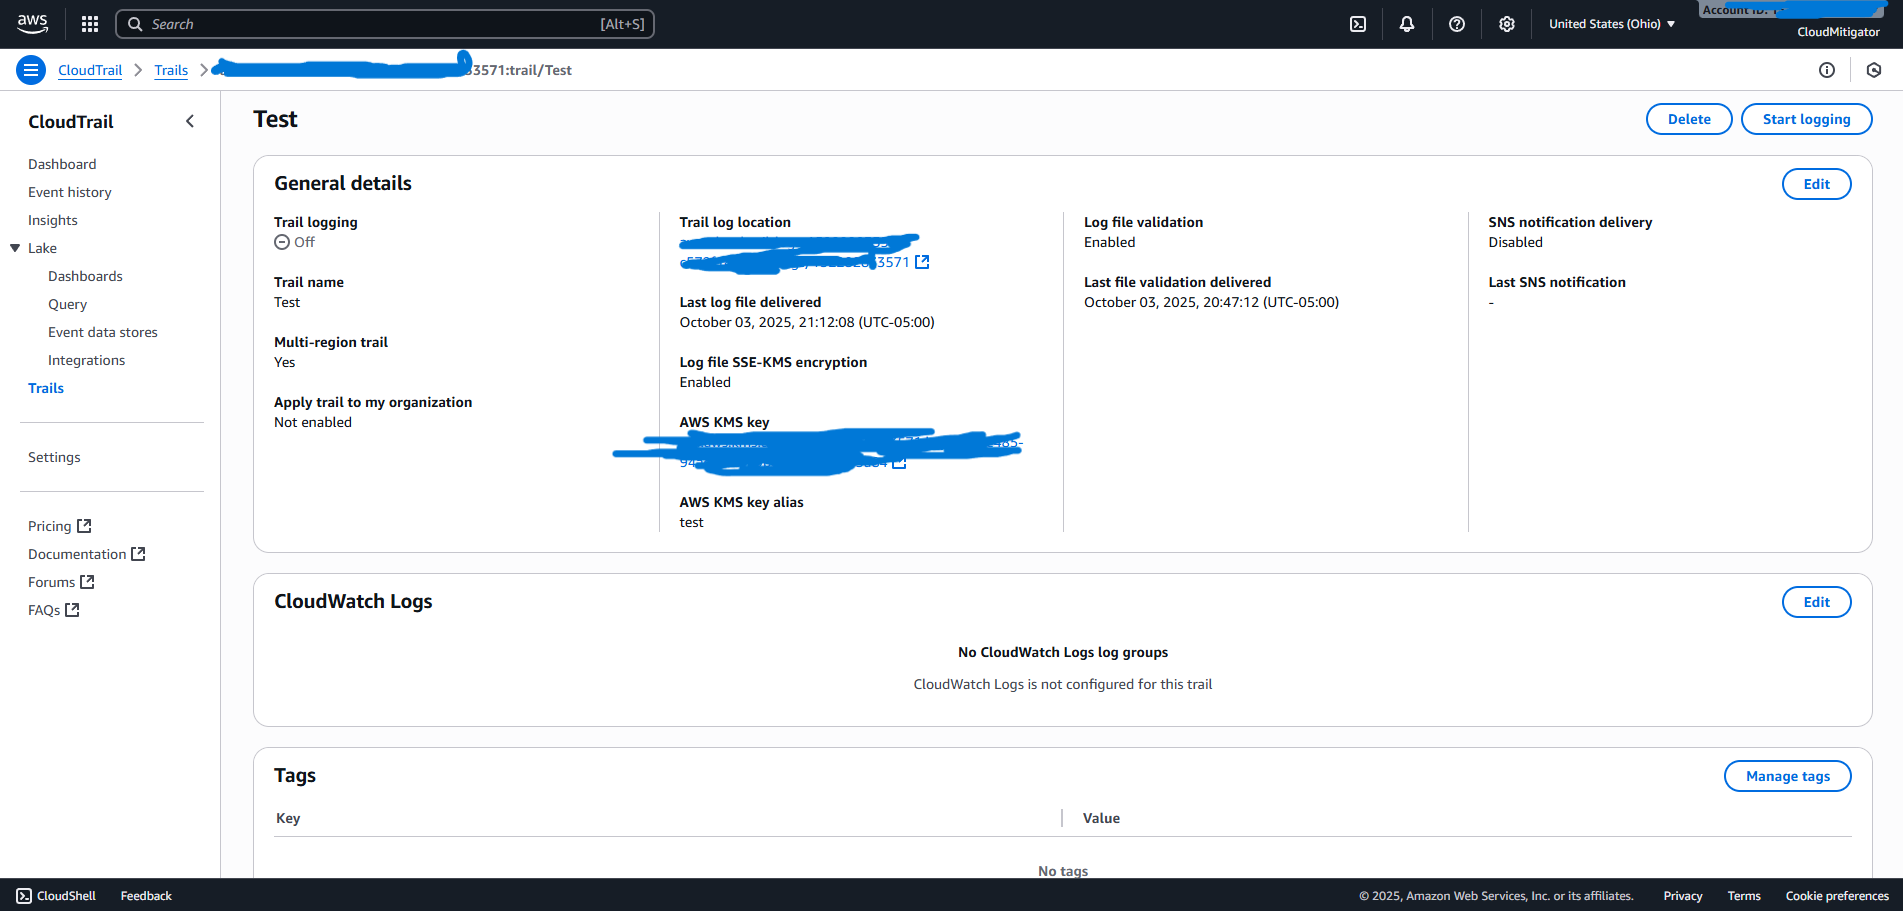 aws
Search [Alt+S]
United States (Ohio)
Account ID:
CloudMitigator
CloudTrail
Trails
3571:trail/Test
CloudTrail
Dashboard
Event history
Insights
Lake
Dashboards
Query
Event data stores
Integrations
Trails
Settings
Pricing
Documentation
Forums
FAQs
Test
Delete
Start logging
General details
Edit
Trail logging
Off
Trail name
Test
Multi-region trail
Yes
Apply trail to my organization
Not enabled
Trail log location
3571
Last log file delivered
October 03, 2025, 21:12:08 (UTC-05:00)
Log file SSE-KMS encryption
Enabled
AWS KMS key
AWS KMS key alias
test
Log file validation
Enabled
Last file validation delivered
October 03, 2025, 20:47:12 (UTC-05:00)
SNS notification delivery
Disabled
Last SNS notification
-
CloudWatch Logs
Edit
No CloudWatch Logs log groups
CloudWatch Logs is not configured for this trail
Tags
Manage tags
Key
Value
No tags
CloudShell
Feedback
© 2025, Amazon Web Services, Inc. or its affiliates.
Privacy
Terms
Cookie preferences